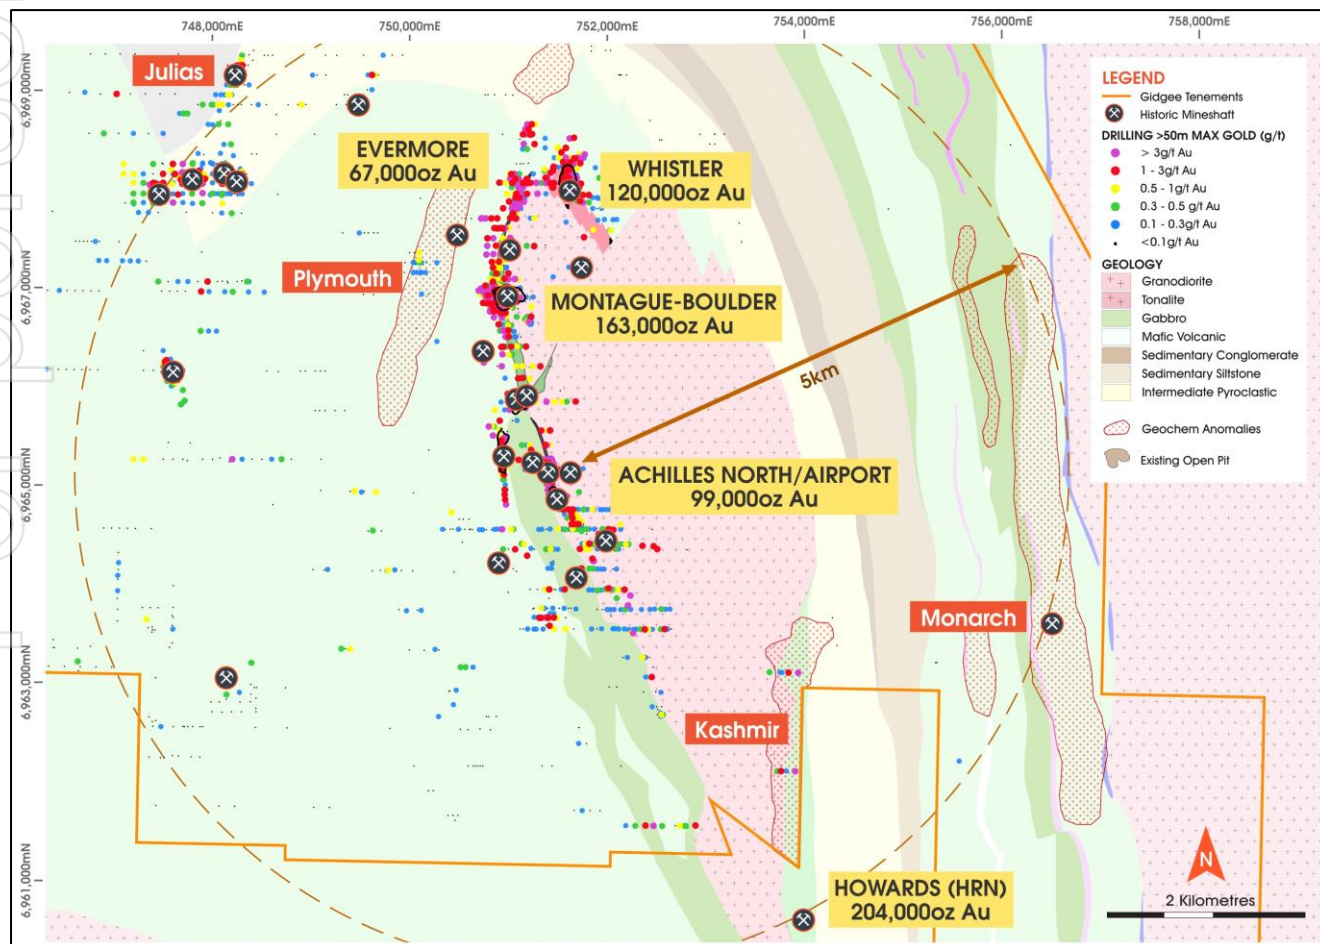 748,000mE
750,000mE
752,000mE
754,000mE
756,000mE
758,000mE
6,969,000mN
6,967,000mN
6,965,000mN
6,963,000mN
6,961,000mN
Julias
EVERMORE
67,000oz Au
WHISTLER
120,000oz Au
Plymouth
MONTAGUE-BOULDER
163,000oz Au
5km
ACHILLES NORTH/AIRPORT
99,000oz Au
Monarch
Kashmir
HOWARDS (HRN)
204,000oz Au
LEGEND
Gidgee Tenements
Historic Mineshaft
DRILLING >50m MAX GOLD (g/t)
> 3g/t Au
1 - 3g/t Au
0.5 - 1g/t Au
0.3 - 0.5 g/t Au
0.1 - 0.3g/t Au
<0.1g/t Au
GEOLOGY
Granodiorite
Tonalite
Gabbro
Mafic Volcanic
Sedimentary Conglomerate
Sedimentary Siltstone
Intermediate Pyroclastic
Geochem Anomalies
Existing Open Pit
N
2 Kilometres